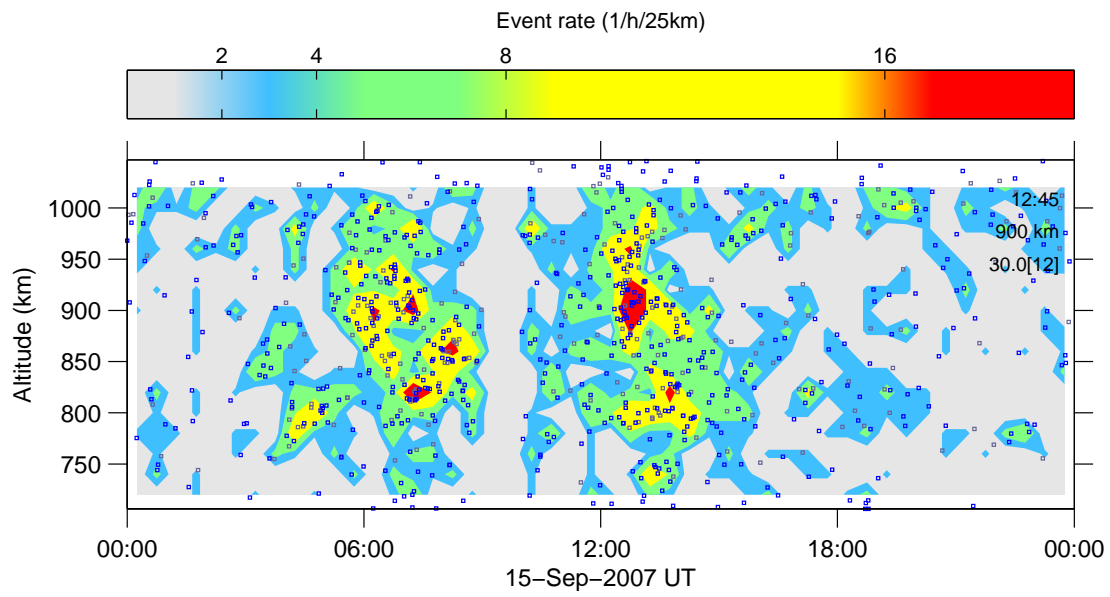 Event rate (1/h/25km)
2 4 8 16
12:45
900 km
30.0[12]
Altitude (km)
1000
950
900
850
800
750
00:00 06:00 12:00 18:00 00:00
15−Sep−2007 UT